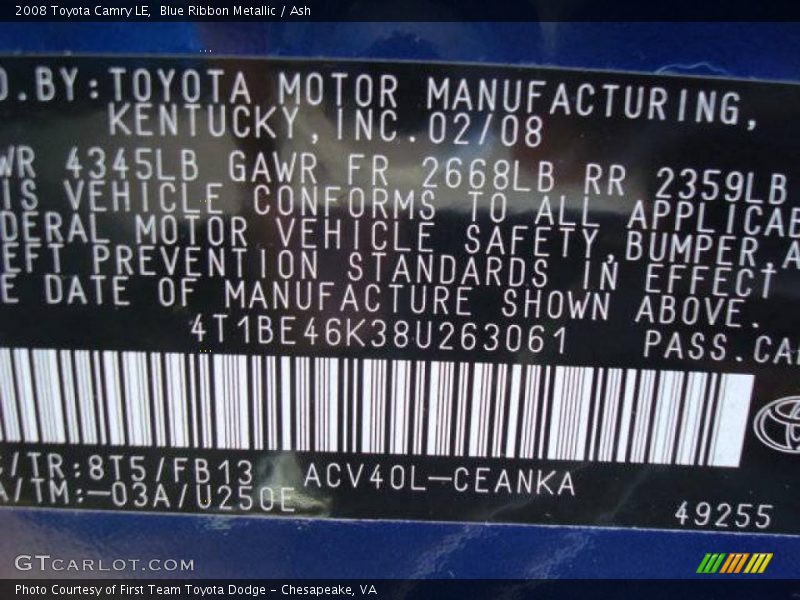 2008 Toyota Camry LE, Blue Ribbon Metallic / Ash
D.BY:TOYOTA MOTOR MANUFACTURING,
KENTUCKY,INC.02/08
WR 4345LB GAWR FR 2668LB RR 2359LB
IS VEHICLE CONFORMS TO ALL APPLICAB
DERAL MOTOR VEHICLE SAFETY,BUMPER,A
EFT PREVENTION STANDARDS IN EFFECT
E DATE OF MANUFACTURE SHOWN ABOVE.
4T1BE46K38U263061 PASS.CAR
/TR:8T5/FB13 ACV40L-CEANKA
A/TM:-03A/U250E
49255
GTCARLOT.COM
Photo Courtesy of First Team Toyota Dodge - Chesapeake, VA